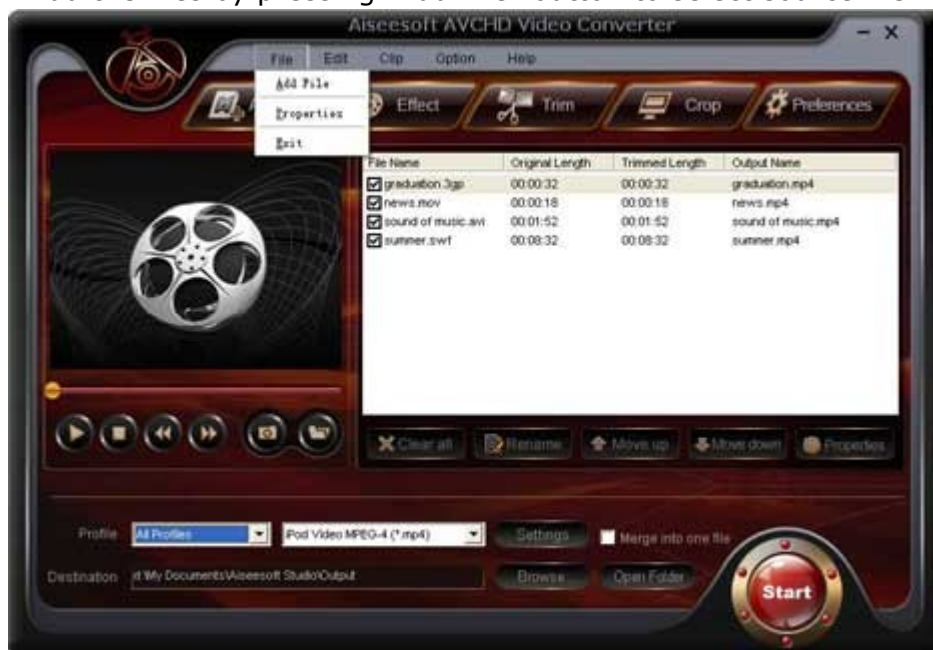 Aiseesoft AVCHD Video Converter
File Edit Clip Option Help
Add File
Properties
Exit
Effect Trim Crop Preferences
File Name Original Length Trimmed Length Output Name
graduation.3gp 00:00:32 00:00:32 graduation.mp4
news.mov 00:00:18 00:00:18 news.mp4
sound of music.avi 00:01:52 00:01:52 sound of music.mp4
summer.swf 00:08:32 00:08:32 summer.mp4
Clear all Rename Move up Move down Properties
Profile All Profiles iPod Video MPEG-4 (*.mp4) Settings Merge into one file
Destination My Documents\Aiseesoft Studio\Output Browse Open Folder
Start